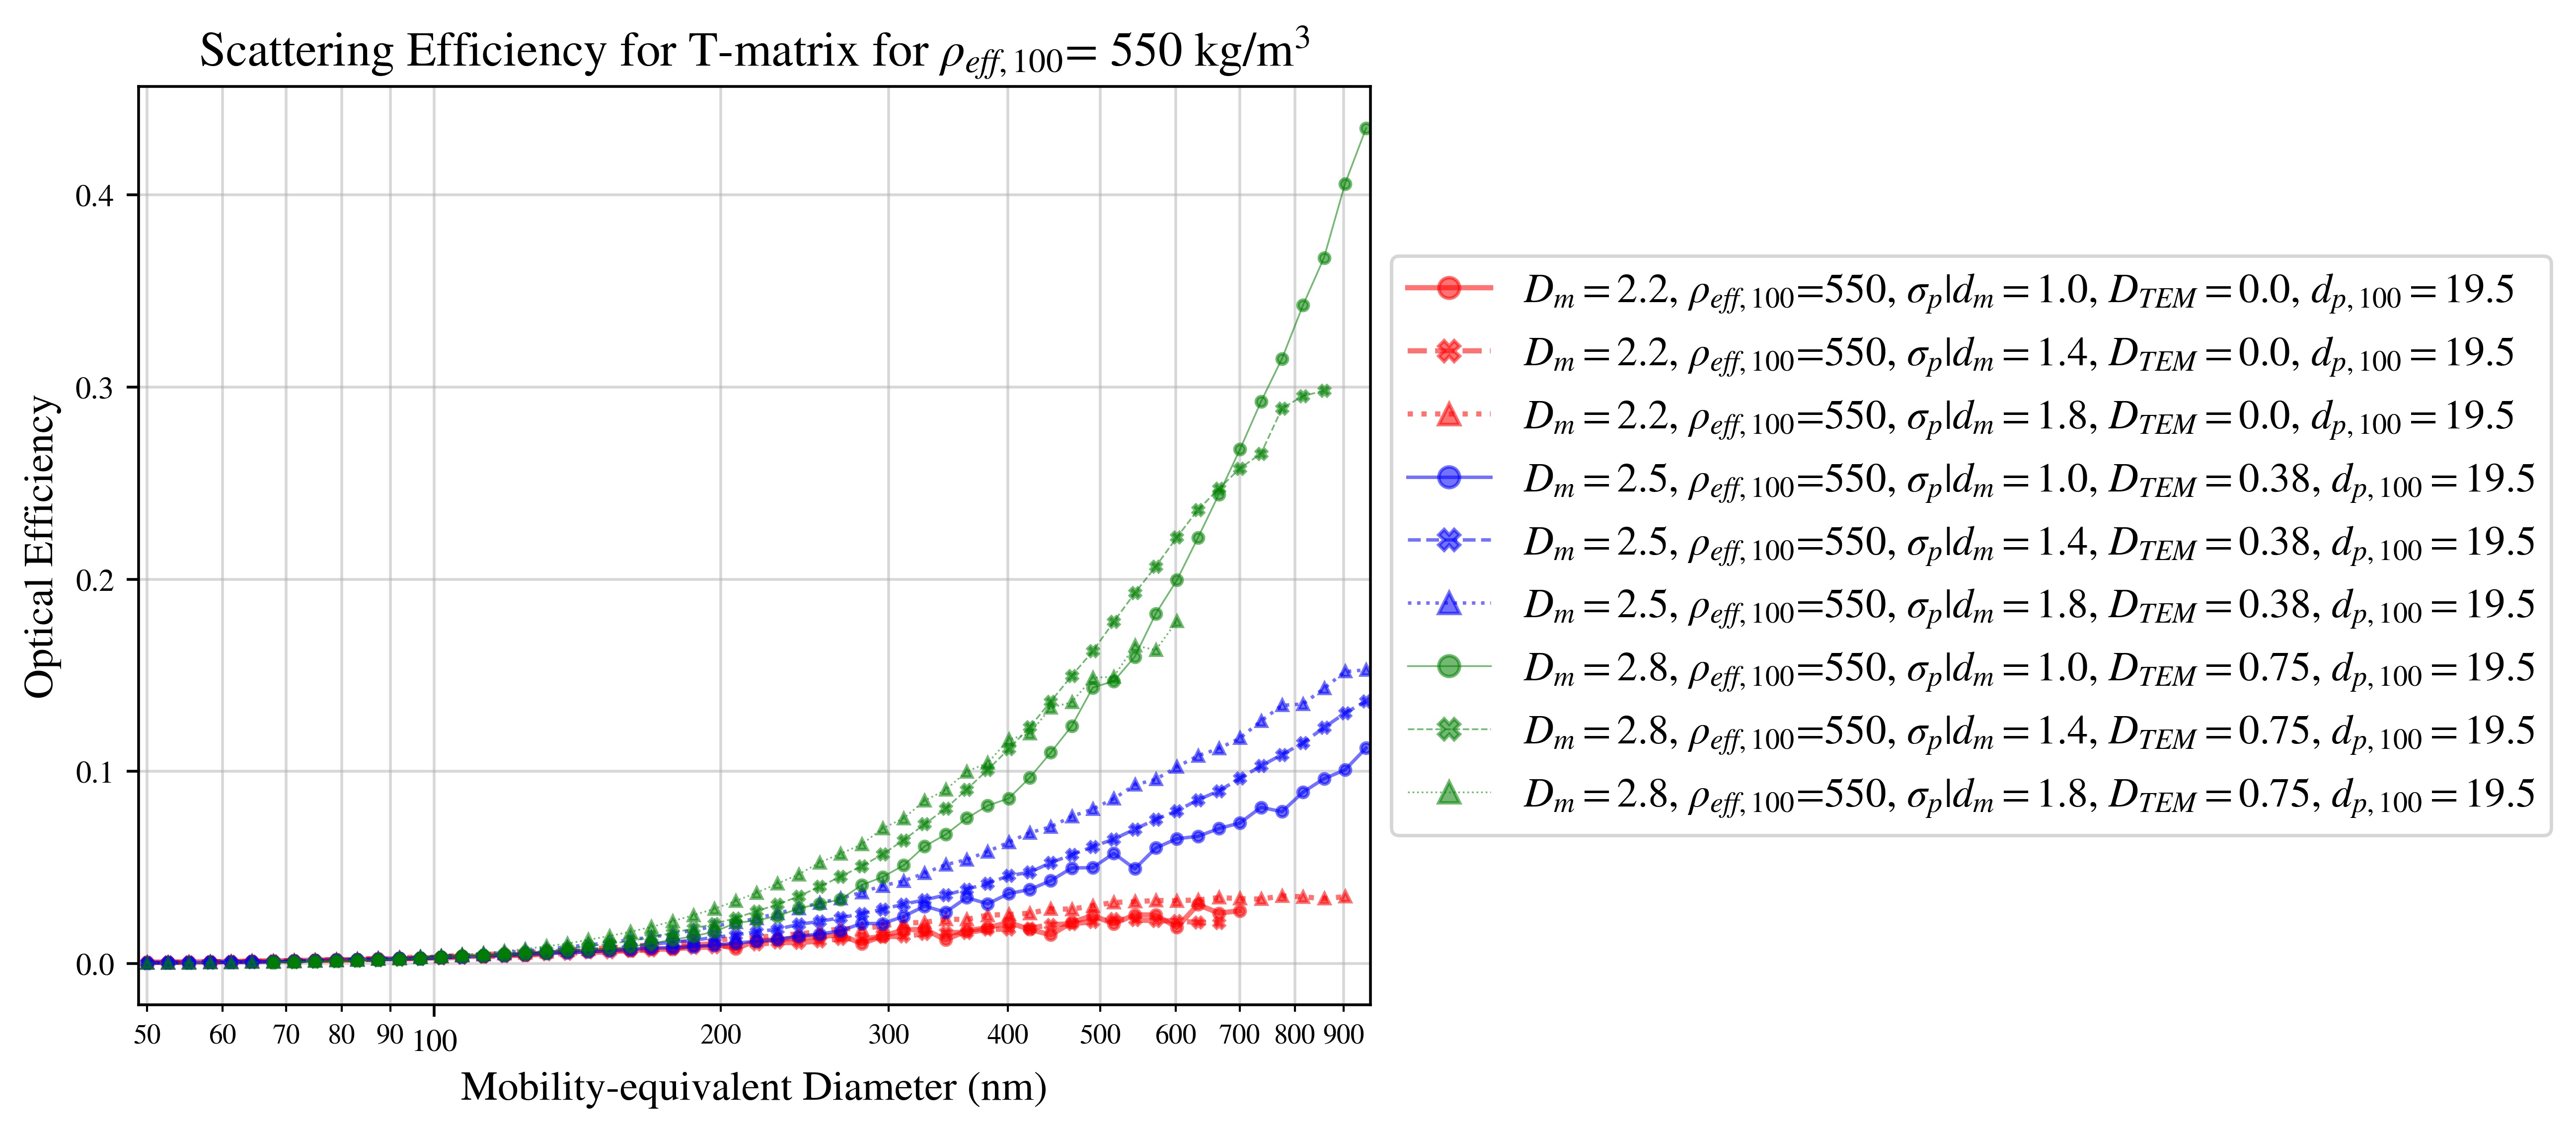 Scattering Efficiency for T-matrix for ρeff,100= 550 kg/m³
Optical Efficiency
0.4
0.3
0.2
0.1
0.0
50 60 70 80 90 100 200 300 400 500 600 700 800 900
Mobility-equivalent Diameter (nm)
Dm = 2.2, ρeff,100=550, σp|dm = 1.0, DTEM = 0.0, dp,100 = 19.5
Dm = 2.2, ρeff,100=550, σp|dm = 1.4, DTEM = 0.0, dp,100 = 19.5
Dm = 2.2, ρeff,100=550, σp|dm = 1.8, DTEM = 0.0, dp,100 = 19.5
Dm = 2.5, ρeff,100=550, σp|dm = 1.0, DTEM = 0.38, dp,100 = 19.5
Dm = 2.5, ρeff,100=550, σp|dm = 1.4, DTEM = 0.38, dp,100 = 19.5
Dm = 2.5, ρeff,100=550, σp|dm = 1.8, DTEM = 0.38, dp,100 = 19.5
Dm = 2.8, ρeff,100=550, σp|dm = 1.0, DTEM = 0.75, dp,100 = 19.5
Dm = 2.8, ρeff,100=550, σp|dm = 1.4, DTEM = 0.75, dp,100 = 19.5
Dm = 2.8, ρeff,100=550, σp|dm = 1.8, DTEM = 0.75, dp,100 = 19.5